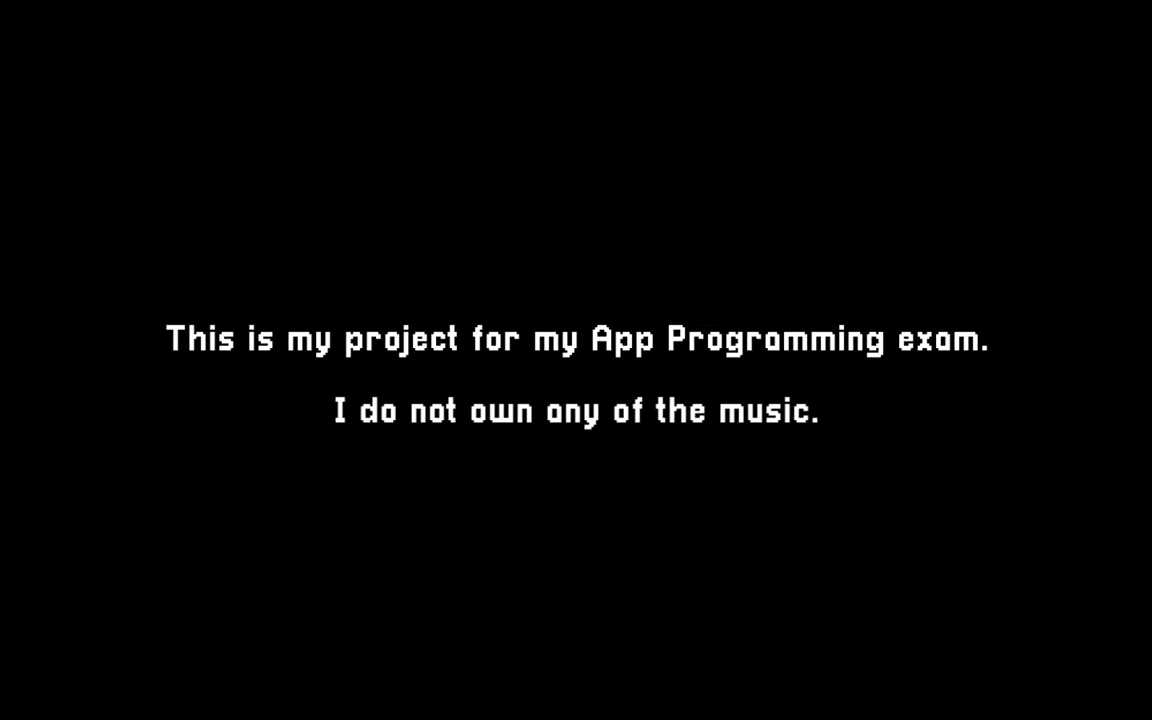 This is my project for my App Programming exam.
I do not own any of the music.